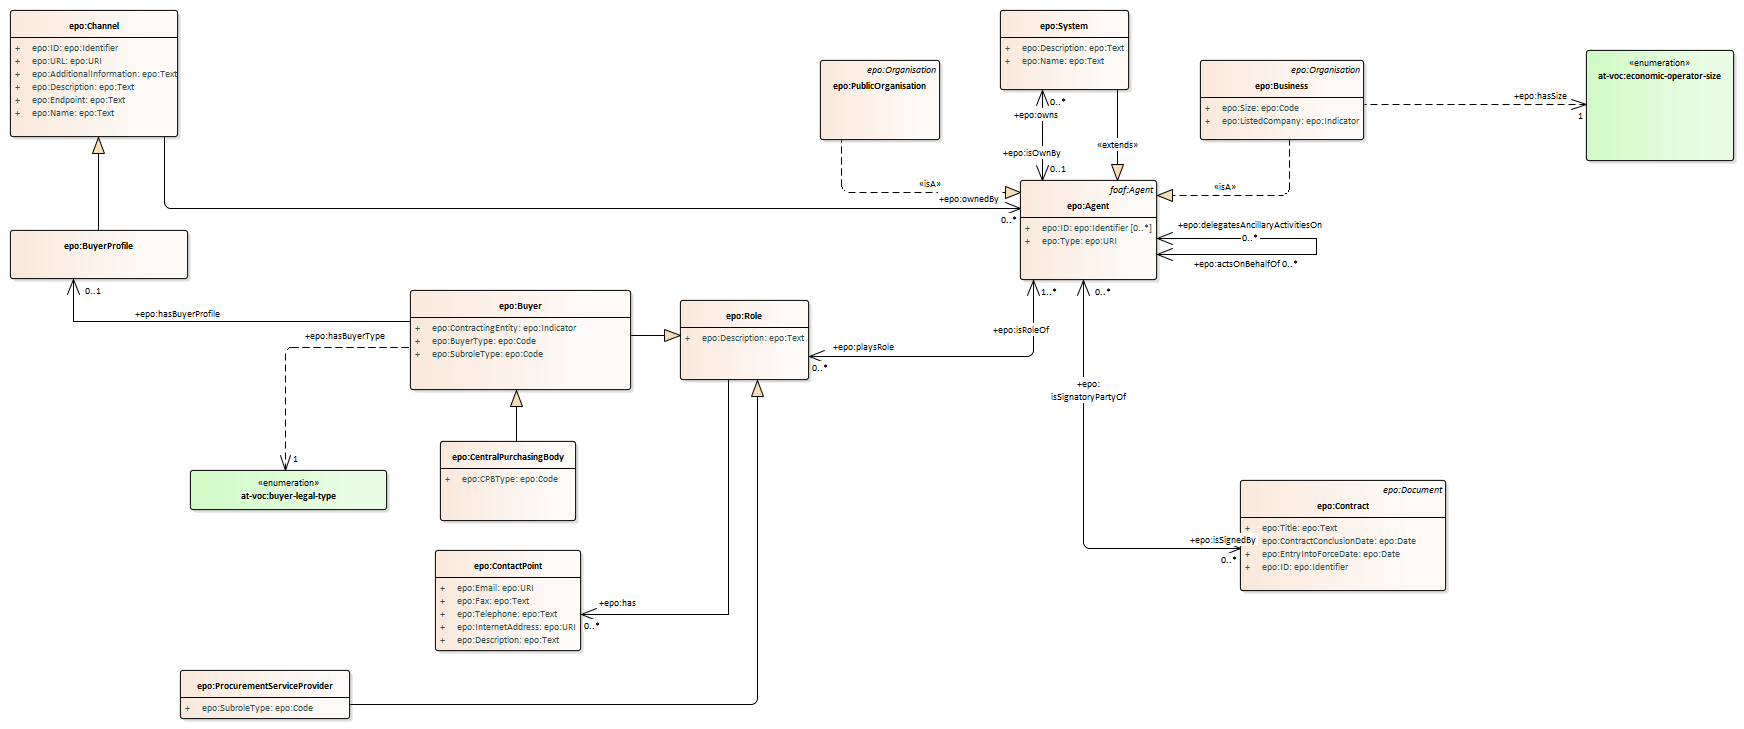 epo:Channel
+ epo:ID: epo:Identifier
+ epo:URL: epo:URI
+ epo:AdditionalInformation: epo:Text
+ epo:Description: epo:Text
+ epo:Endpoint: epo:Text
+ epo:Name: epo:Text
epo:System
+ epo:Description: epo:Text
+ epo:Name: epo:Text
epo:Organisation
epo:PublicOrganisation
epo:Organisation
epo:Business
+ epo:Size: epo:Code
+ epo:ListedCompany: epo:Indicator
+epo:hasSize
1
«enumeration»
at-voc:economic-operator-size
0..*
+epo:owns
+epo:isOwnBy
0..1
«extends»
«isA»
«isA»
+epo:ownedBy
0..*
foaf:Agent
epo:Agent
+ epo:ID: epo:Identifier [0..*]
+ epo:Type: epo:URI
+epo:delegatesAncillaryActivitiesOn
0..*
+epo:actsOnBehalfOf 0..*
epo:BuyerProfile
0..1
+epo:hasBuyerProfile
+epo:hasBuyerType
1
«enumeration»
at-voc:buyer-legal-type
epo:Buyer
+ epo:ContractingEntity: epo:Indicator
+ epo:BuyerType: epo:Code
+ epo:SubroleType: epo:Code
epo:Role
+ epo:Description: epo:Text
+epo:playsRole
0..*
1..*
+epo:isRoleOf
0..*
+epo:
isSignatoryPartyOf
epo:CentralPurchasingBody
+ epo:CPBType: epo:Code
epo:Document
epo:Contract
+ epo:Title: epo:Text
+ epo:ContractConclusionDate: epo:Date
+ epo:EntryIntoForceDate: epo:Date
+ epo:ID: epo:Identifier
+epo:isSignedBy
0..*
epo:ContactPoint
+ epo:Email: epo:URI
+ epo:Fax: epo:Text
+ epo:Telephone: epo:Text
+ epo:InternetAddress: epo:URI
+ epo:Description: epo:Text
+epo:has
0..*
epo:ProcurementServiceProvider
+ epo:SubroleType: epo:Code